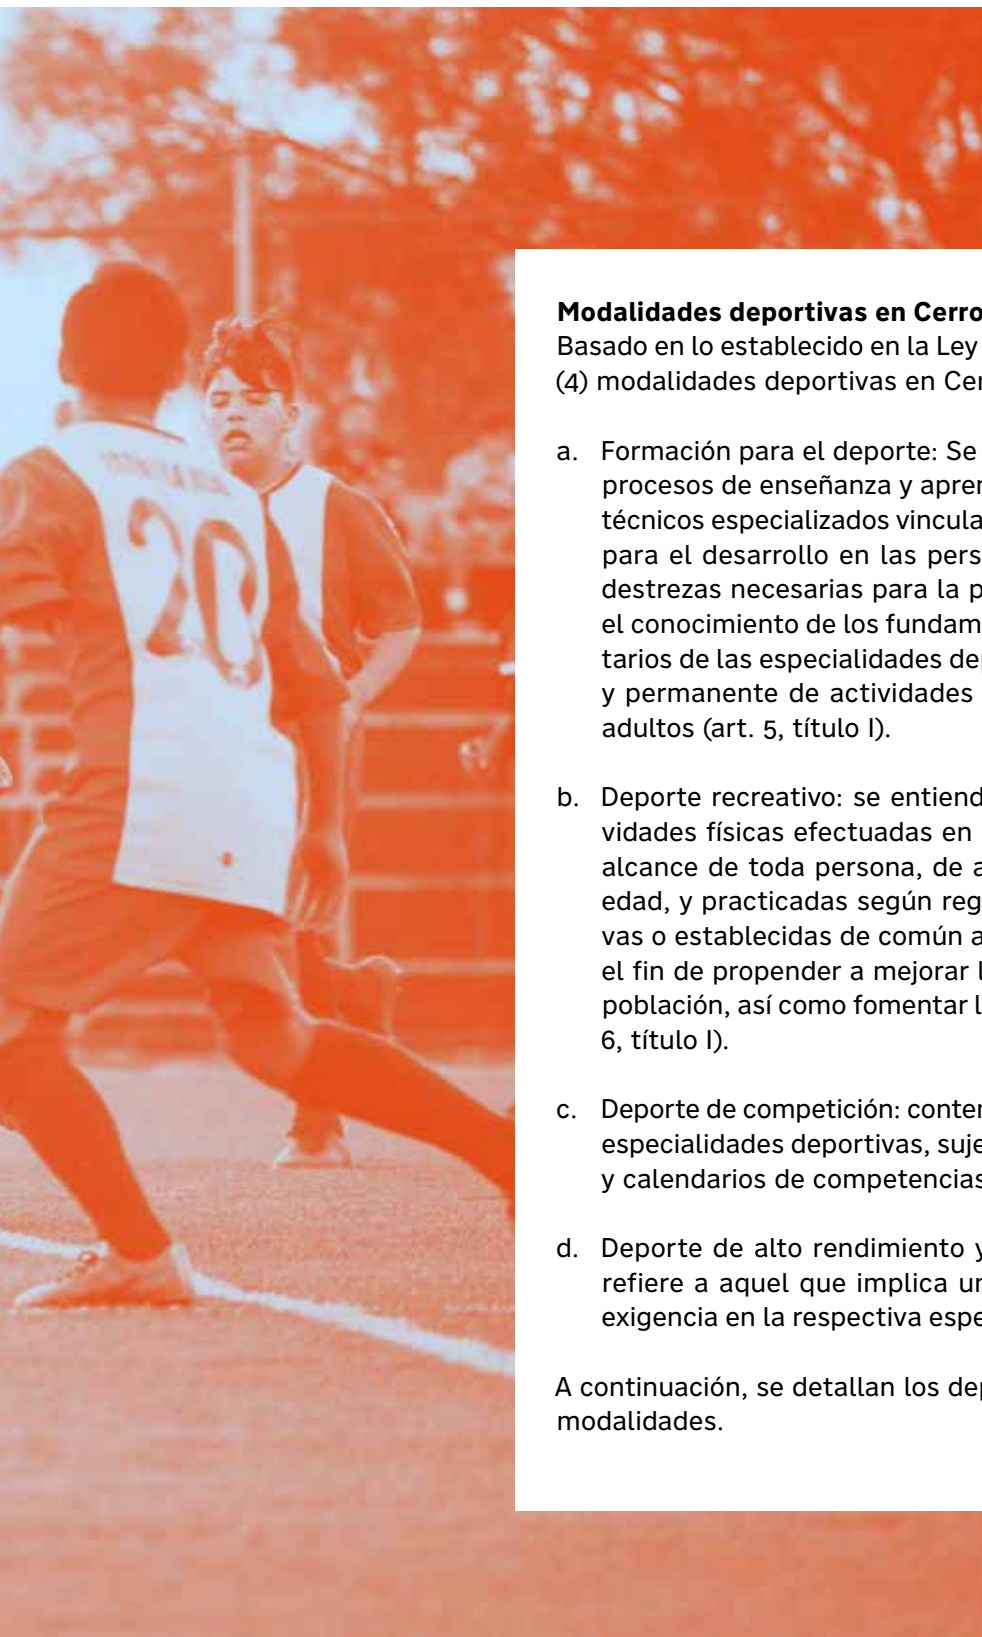 Modalidades deportivas en Cerro
Basado en lo establecido en la Ley
(4) modalidades deportivas en Cer
a. Formación para el deporte: Se
procesos de enseñanza y apren
técnicos especializados vincula
para el desarrollo en las pers
destrezas necesarias para la p
el conocimiento de los fundam
tarios de las especialidades de
y permanente de actividades
adultos (art. 5, título I).
b. Deporte recreativo: se entiend
vidades físicas efectuadas en
alcance de toda persona, de a
edad, y practicadas según reg
vas o establecidas de común a
el fin de propender a mejorar l
población, así como fomentar l
6, título I).
c. Deporte de competición: conten
especialidades deportivas, suje
y calendarios de competencias
d. Deporte de alto rendimiento y
refiere a aquel que implica un
exigencia en la respectiva espe
A continuación, se detallan los dep
modalidades.
20